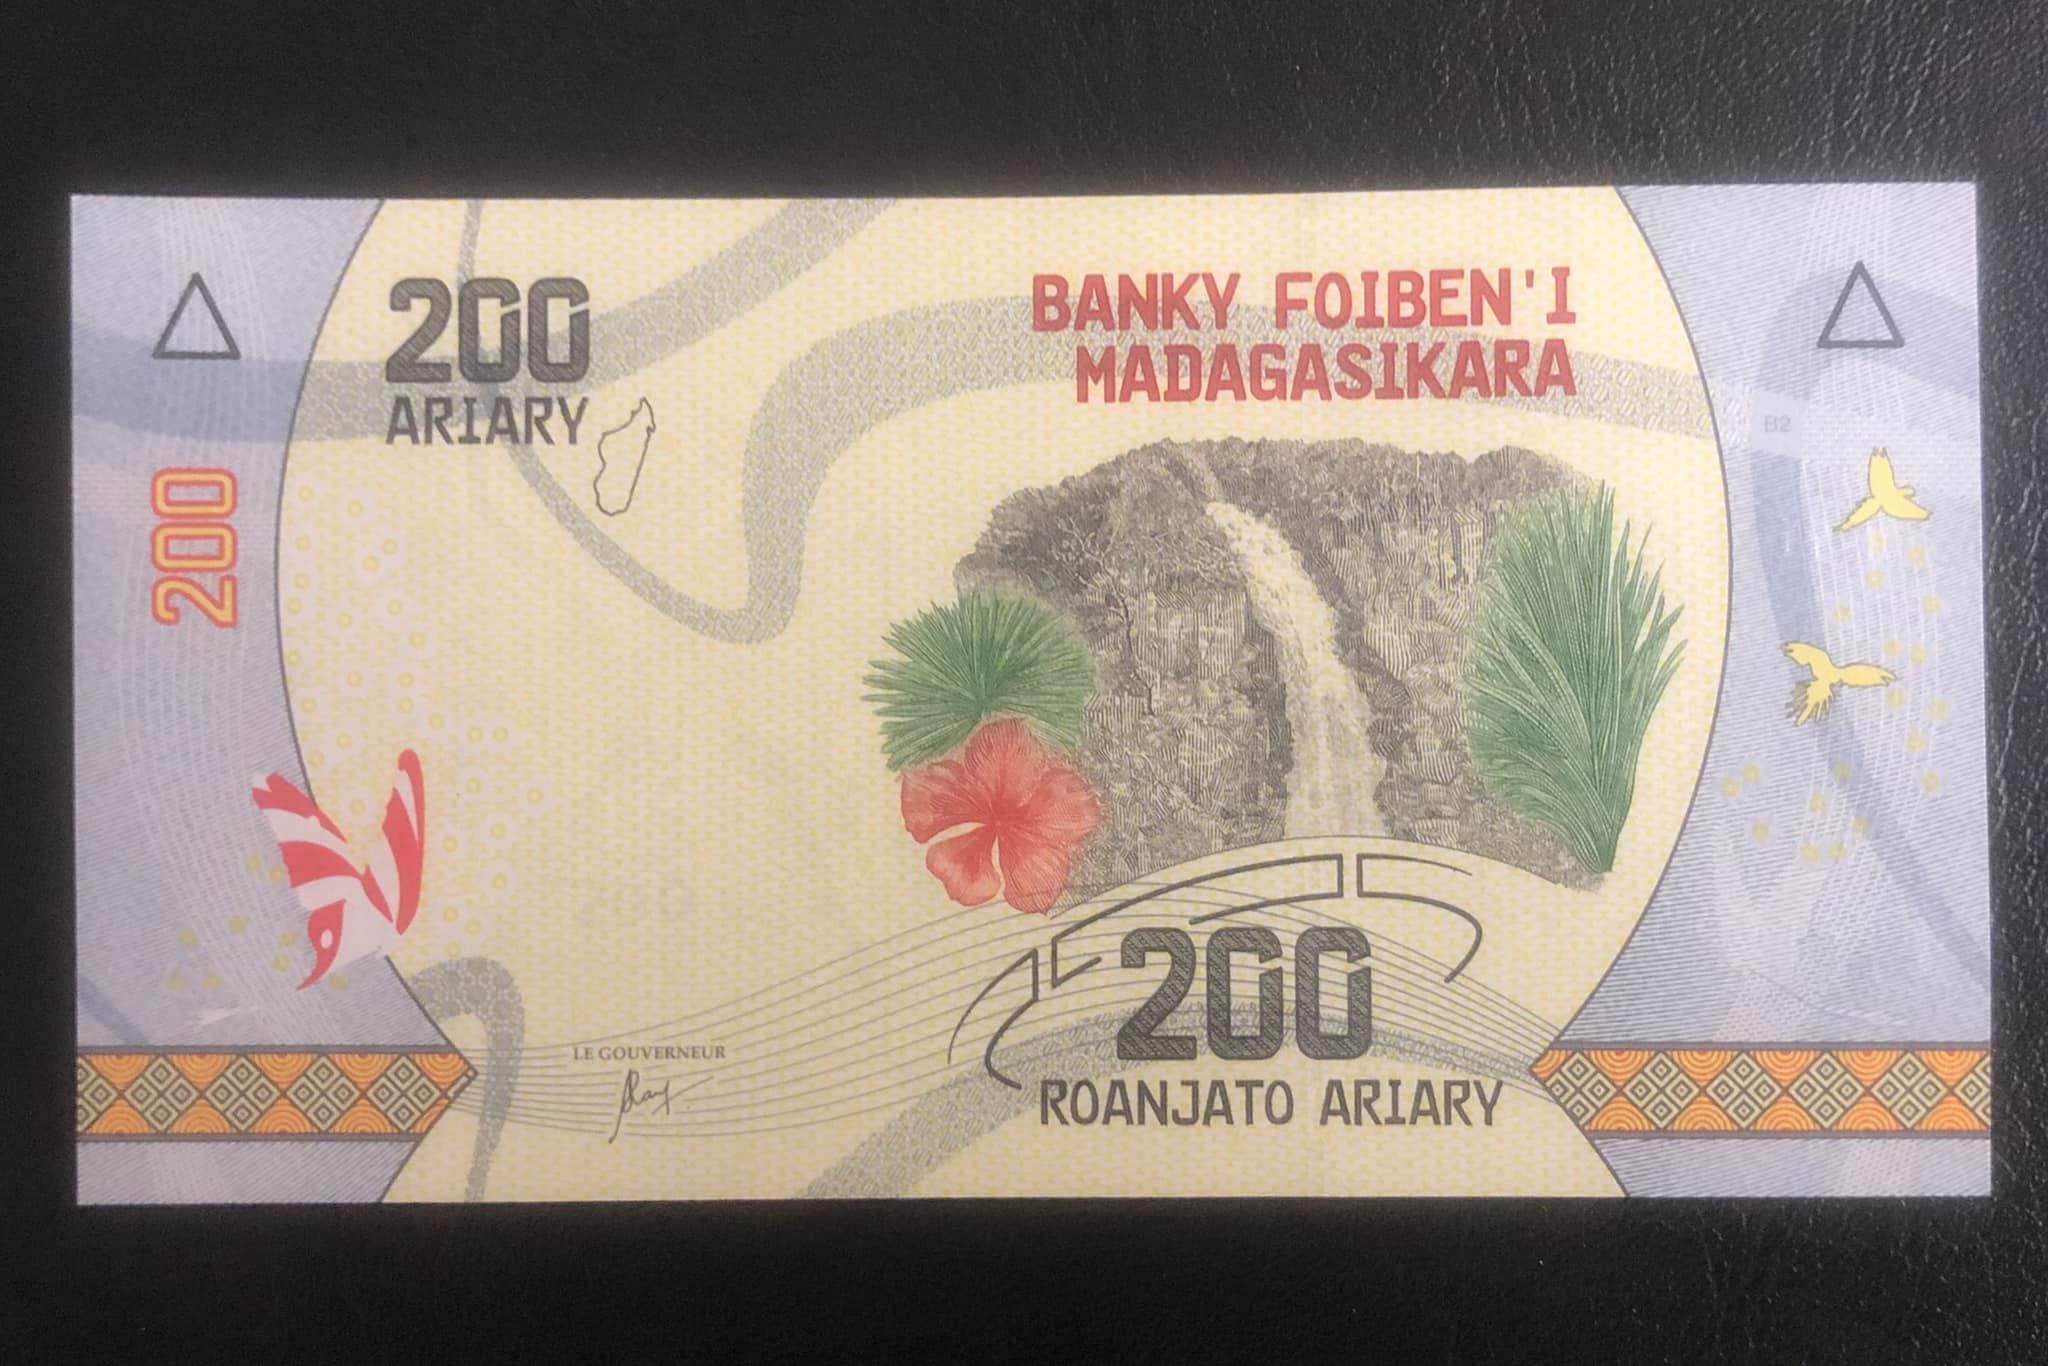 200
ARIARY
BANKY FOIBEN'I
MADAGASIKARA
B2
200
LE GOUVERNEUR
200
ROANJATO ARIARY